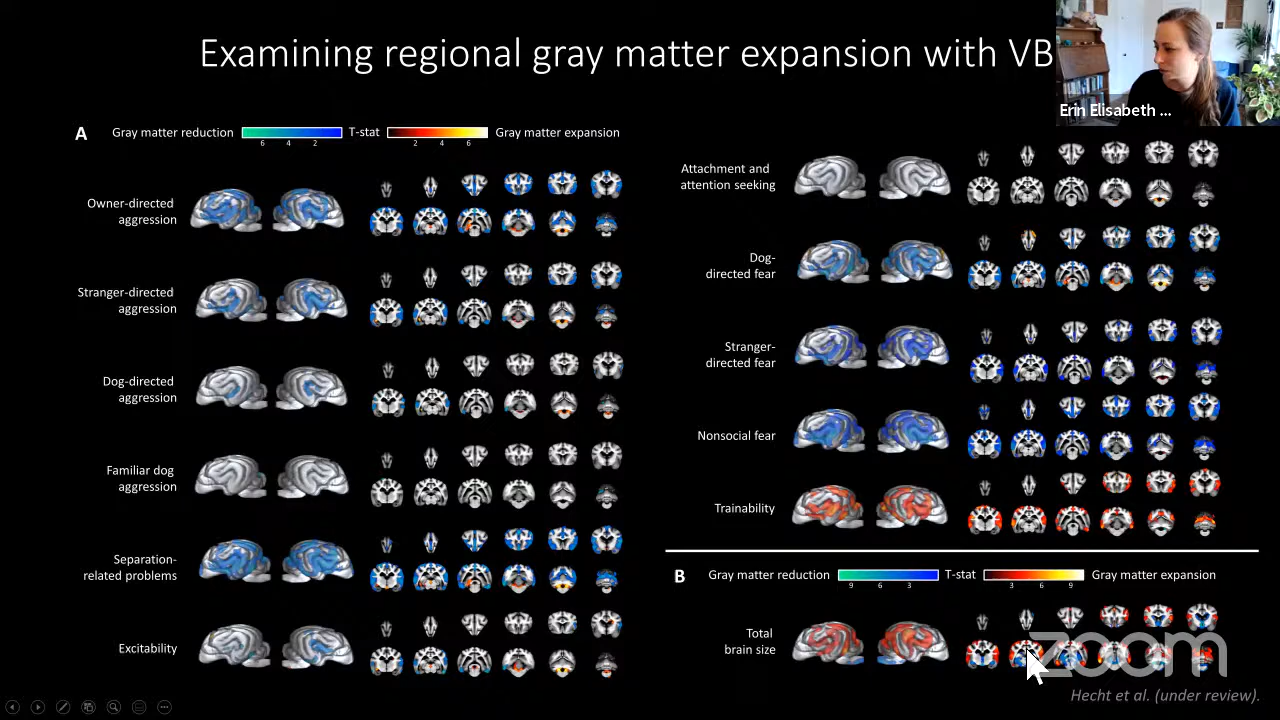 Examining regional gray matter expansion with VB
Erin Elisabeth ...
A
Gray matter reduction
T-stat
Gray matter expansion
6 4 2
2 4 6
Owner-directed
aggression
Stranger-directed
aggression
Dog-directed
aggression
Familiar dog
aggression
Separation-
related problems
Excitability
Attachment and
attention seeking
Dog-
directed fear
Stranger-
directed fear
Nonsocial fear
Trainability
B
Gray matter reduction
T-stat
Gray matter expansion
9 6 3
3 6 9
Total
brain size
zoom
Hecht et al. (under review).